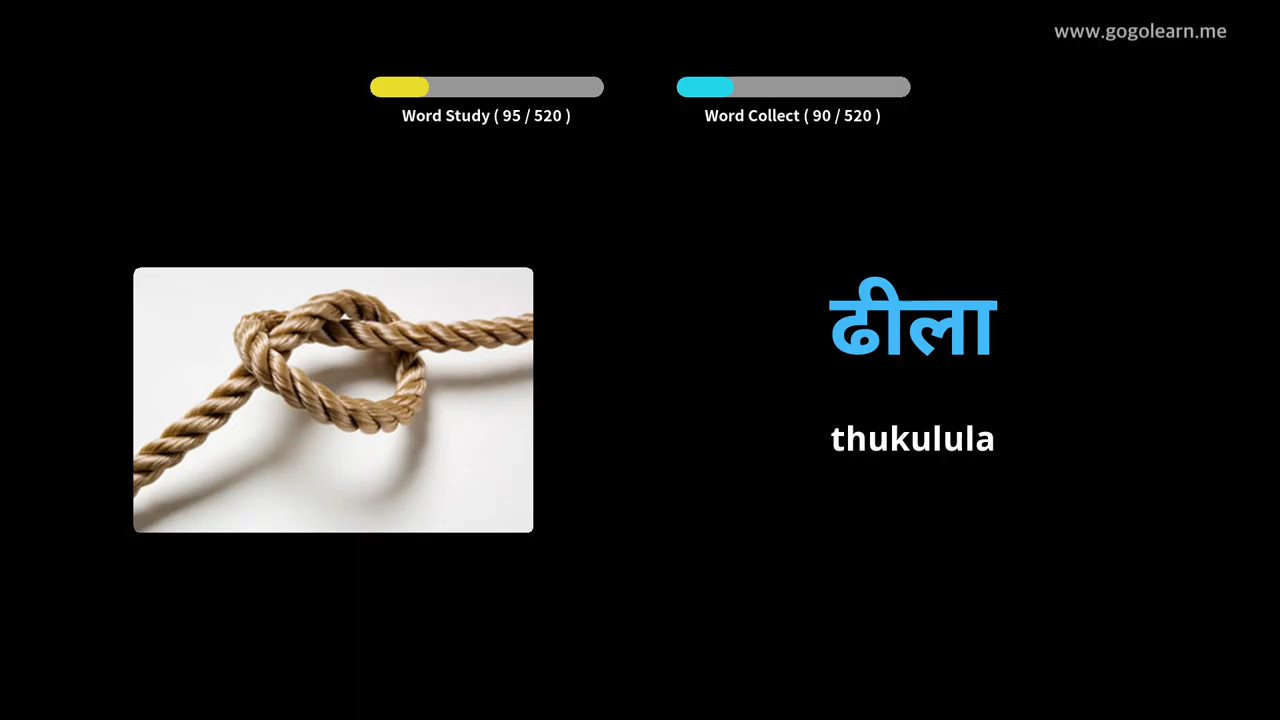 www.gogolearn.me
Word Study ( 95 / 520 )
Word Collect ( 90 / 520 )
ढीला
thukulula